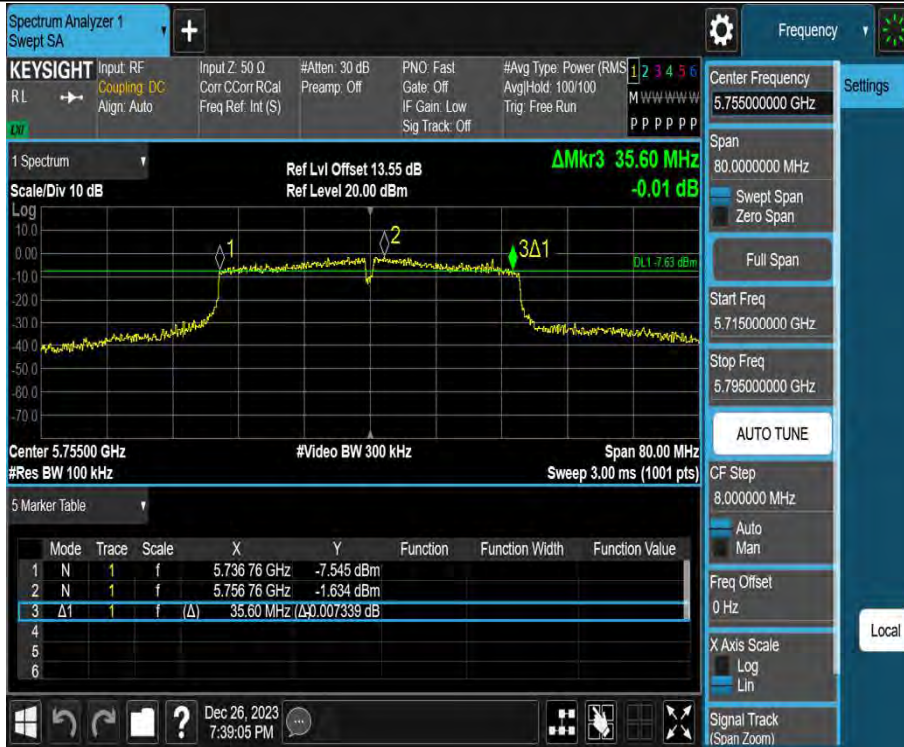 Spectrum Analyzer 1
Swept SA
+
Frequency
KEYSIGHT
RL
LXI
Input: RF
Coupling: DC
Align: Auto
Input Z: 50 Ω
Corr CCorr RCal
Freq Ref: Int (S)
#Atten: 30 dB
Preamp: Off
PNO: Fast
Gate: Off
IF Gain: Low
Sig Track: Off
#Avg Type: Power (RMS
Avg|Hold: 100/100
Trig: Free Run
1 2 3 4 5 6
M W W W W W
P P P P P P
1 Spectrum
Scale/Div 10 dB
Log
Ref Lvl Offset 13.55 dB
Ref Level 20.00 dBm
ΔMkr3 35.60 MHz
-0.01 dB
10.0
0.00
-10.0
-20.0
-30.0
-40.0
-50.0
-60.0
-70.0
1
2
3Δ1
DL1 -7.63 dBm
Center 5.75500 GHz
#Video BW 300 kHz
Span 80.00 MHz
#Res BW 100 kHz
Sweep 3.00 ms (1001 pts)
5 Marker Table
Mode Trace Scale X Y Function Function Width Function Value
1 N 1 f 5.736 76 GHz -7.545 dBm
2 N 1 f 5.756 76 GHz -1.634 dBm
3 Δ1 1 f (Δ) 35.60 MHz (Δ)-0.007339 dB
4
5
6
?
Dec 26, 2023
7:39:05 PM
Center Frequency
5.755000000 GHz
Span
80.0000000 MHz
Swept Span
Zero Span
Full Span
Start Freq
5.715000000 GHz
Stop Freq
5.795000000 GHz
AUTO TUNE
CF Step
8.000000 MHz
Auto
Man
Freq Offset
0 Hz
X Axis Scale
Log
Lin
Signal Track
(Span Zoom)
Settings
Local